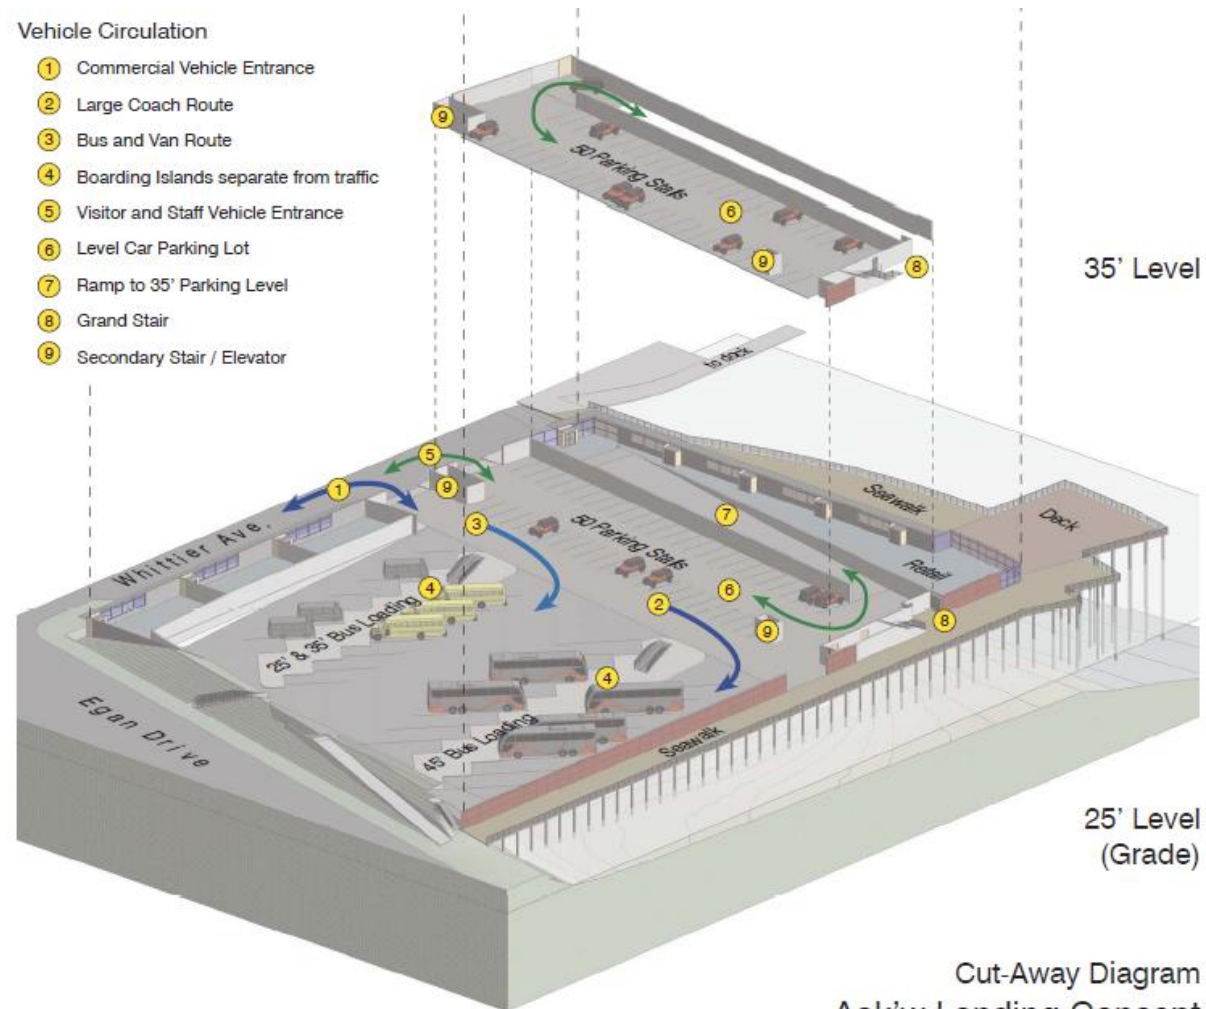 Vehicle Circulation
1 Commercial Vehicle Entrance
2 Large Coach Route
3 Bus and Van Route
4 Boarding Islands separate from traffic
5 Visitor and Staff Vehicle Entrance
6 Level Car Parking Lot
7 Ramp to 35' Parking Level
8 Grand Stair
9 Secondary Stair / Elevator
9
50 Parking Stalls
6
9
8
35' Level
to dock
5
1
9
Seawalk
Dock
Whittier Ave.
3
50 Parking Stalls
7
Retail
4
25' & 35' Bus Loading
2
6
9
8
4
Egan Drive
45' Bus Loading
Seawalk
25' Level
(Grade)
Cut-Away Diagram
Landing Concept